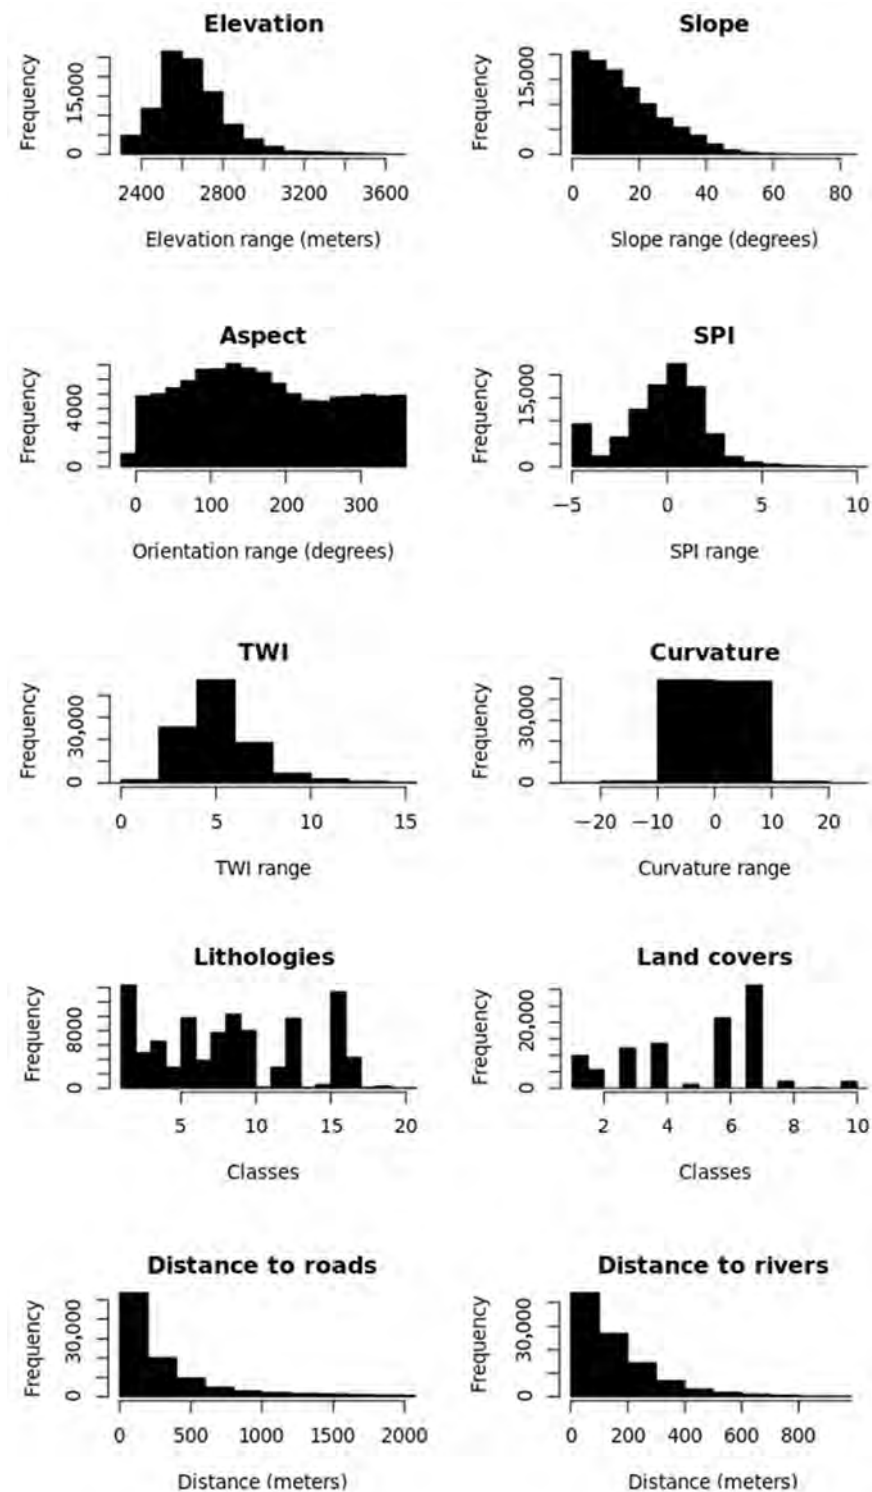 Elevation
Frequency
0 15,000
2400 2800 3200 3600
Elevation range (meters)
Slope
Frequency
0 15,000
0 20 40 60 80
Slope range (degrees)
Aspect
Frequency
0 4000
0 100 200 300
Orientation range (degrees)
SPI
Frequency
0 15,000
−5 0 5 10
SPI range
TWI
Frequency
0 30,000
0 5 10 15
TWI range
Curvature
Frequency
0 30,000
−20 −10 0 10 20
Curvature range
Lithologies
Frequency
0 8000
5 10 15 20
Classes
Land covers
Frequency
0 20,000
2 4 6 8 10
Classes
Distance to roads
Frequency
0 30,000
0 500 1000 1500 2000
Distance (meters)
Distance to rivers
Frequency
0 30,000
0 200 400 600 800
Distance (meters)